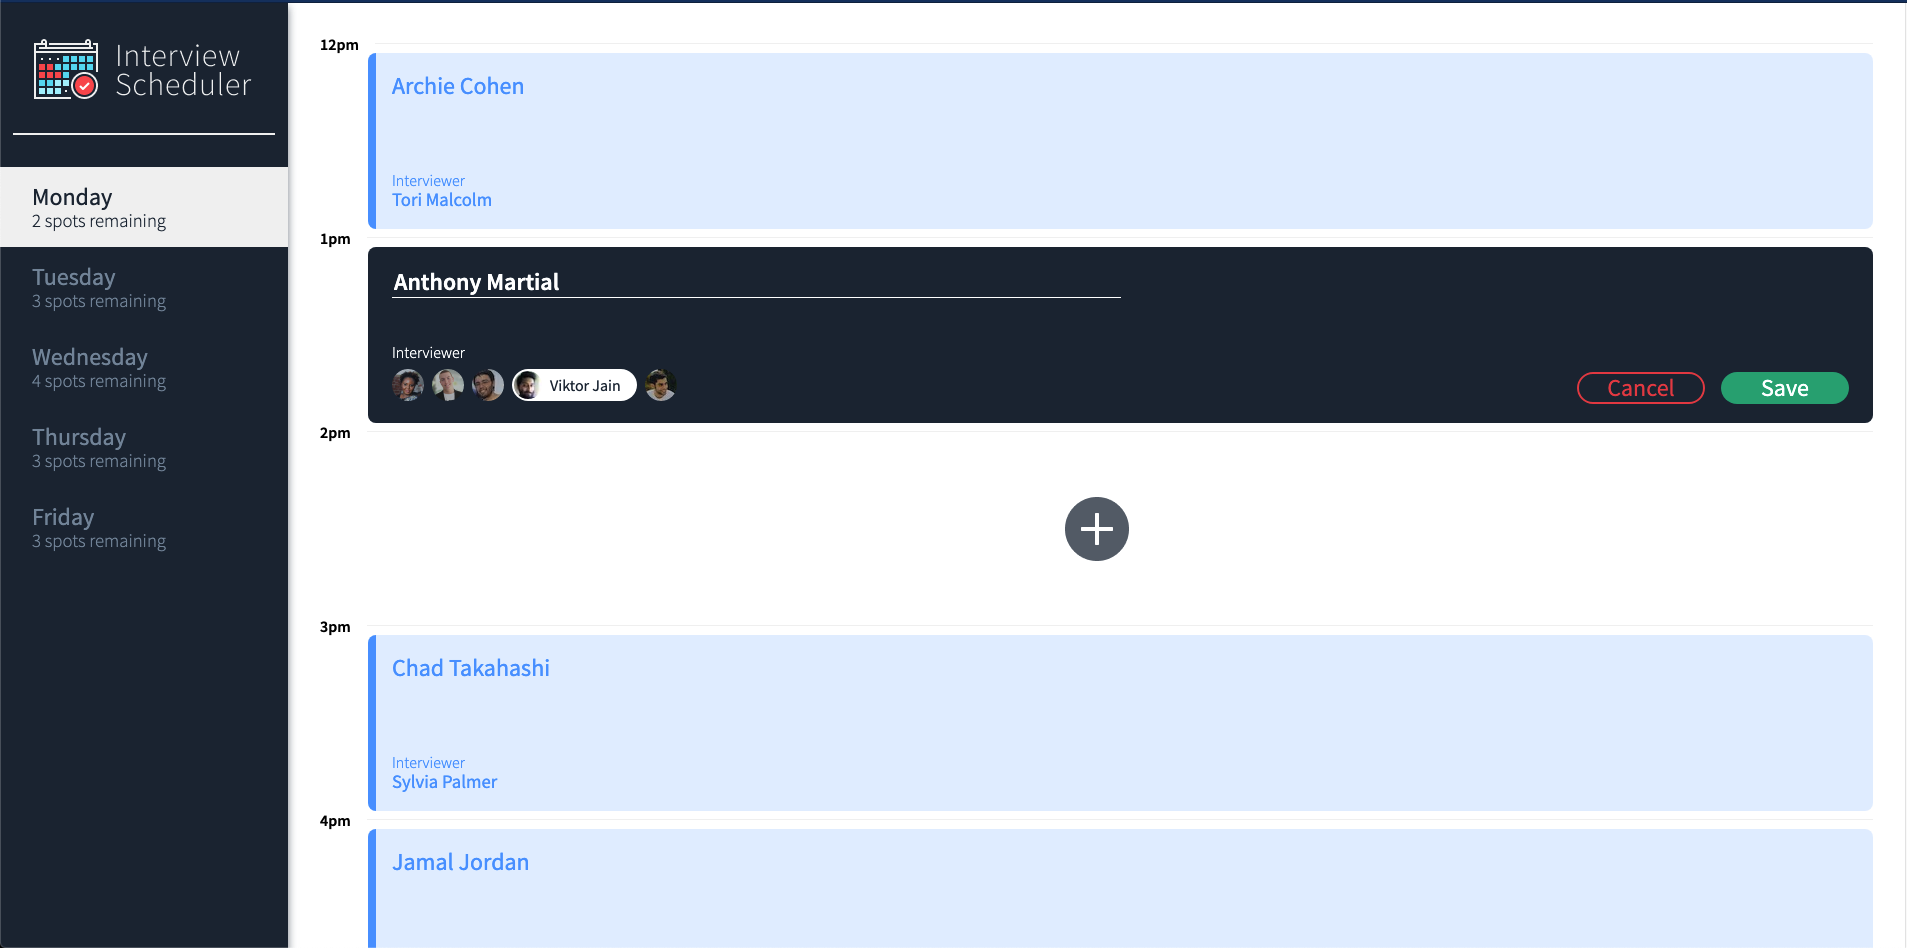 Interview
Scheduler
Monday
2 spots remaining
Tuesday
3 spots remaining
Wednesday
4 spots remaining
Thursday
3 spots remaining
Friday
3 spots remaining
12pm
Archie Cohen
Interviewer
Tori Malcolm
1pm
Anthony Martial
Interviewer
Viktor Jain
Cancel
Save
2pm
3pm
Chad Takahashi
Interviewer
Sylvia Palmer
4pm
Jamal Jordan